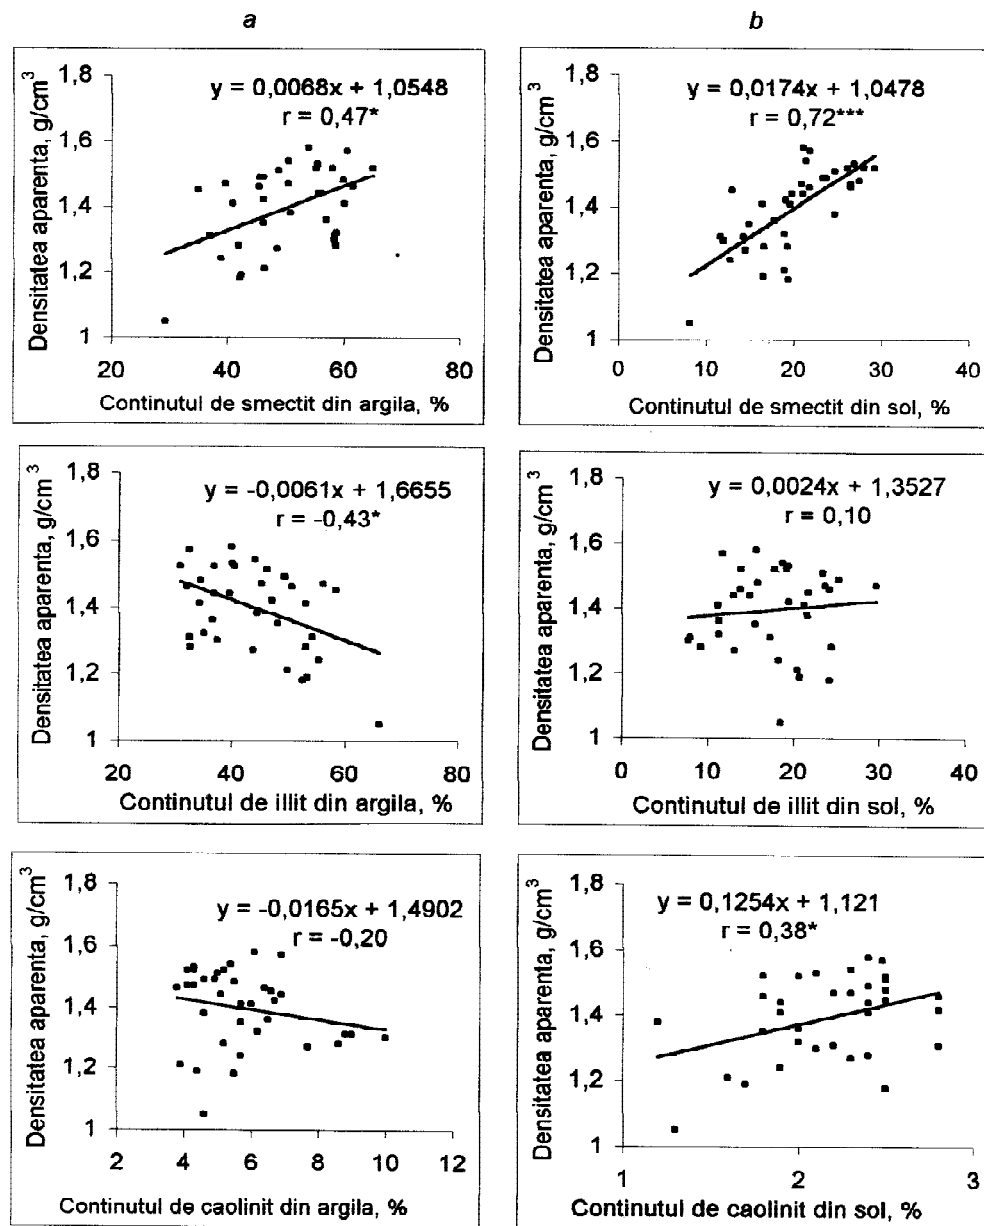 a
b
1,8
1,6
1,4
1,2
1
y = 0,0068x + 1,0548
r = 0,47*
Densitatea aparenta, g/cm³
20 40 60 80
Continutul de smectit din argila, %
1,8
1,6
1,4
1,2
1
y = 0,0174x + 1,0478
r = 0,72***
Densitatea aparenta, g/cm³
0 10 20 30 40
Continutul de smectit din sol, %
1,8
1,6
1,4
1,2
1
y = -0,0061x + 1,6655
r = -0,43*
Densitatea aparenta, g/cm³
20 40 60 80
Continutul de illit din argila, %
1,8
1,6
1,4
1,2
1
y = 0,0024x + 1,3527
r = 0,10
Densitatea aparenta, g/cm³
0 10 20 30 40
Continutul de illit din sol, %
1,8
1,6
1,4
1,2
1
y = -0,0165x + 1,4902
r = -0,20
Densitatea aparenta, g/cm³
2 4 6 8 10 12
Continutul de caolinit din argila, %
1,8
1,6
1,4
1,2
1
y = 0,1254x + 1,121
r = 0,38*
Densitatea aparenta, g/cm³
1 2 3
Continutul de caolinit din sol, %